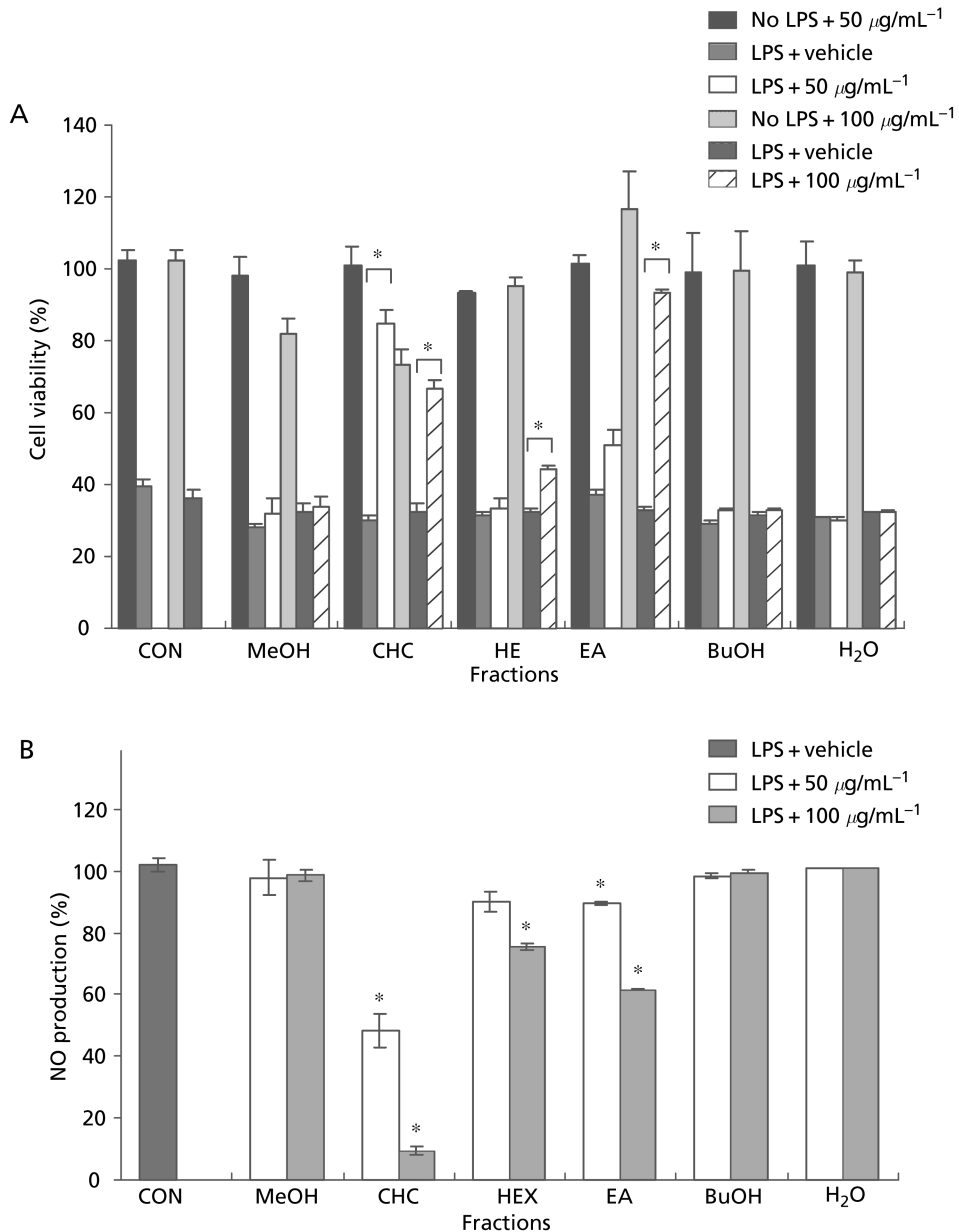 No LPS + 50 μg/mL⁻¹
LPS + vehicle
LPS + 50 μg/mL⁻¹
No LPS + 100 μg/mL⁻¹
LPS + vehicle
LPS + 100 μg/mL⁻¹
A
140
120
100
80
60
40
20
0
Cell viability (%)
* * * *
CON MeOH CHC HE EA BuOH H₂O
Fractions
B
LPS + vehicle
LPS + 50 μg/mL⁻¹
LPS + 100 μg/mL⁻¹
120
100
80
60
40
20
0
NO production (%)
* * * * *
CON MeOH CHC HEX EA BuOH H₂O
Fractions